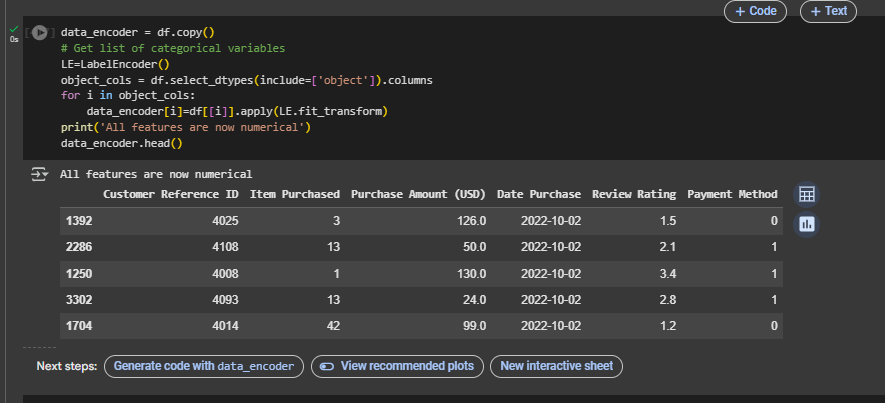 + Code + Text
0s
data_encoder = df.copy()
# Get list of categorical variables
LE=LabelEncoder()
object_cols = df.select_dtypes(include=['object']).columns
for i in object_cols:
    data_encoder[i]=df[[i]].apply(LE.fit_transform)
print('All features are now numerical')
data_encoder.head()
All features are now numerical
Customer Reference ID Item Purchased Purchase Amount (USD) Date Purchase Review Rating Payment Method
1392 4025 3 126.0 2022-10-02 1.5 0
2286 4108 13 50.0 2022-10-02 2.1 1
1250 4008 1 130.0 2022-10-02 3.4 1
3302 4093 13 24.0 2022-10-02 2.8 1
1704 4014 42 99.0 2022-10-02 1.2 0
Next steps: Generate code with data_encoder View recommended plots New interactive sheet